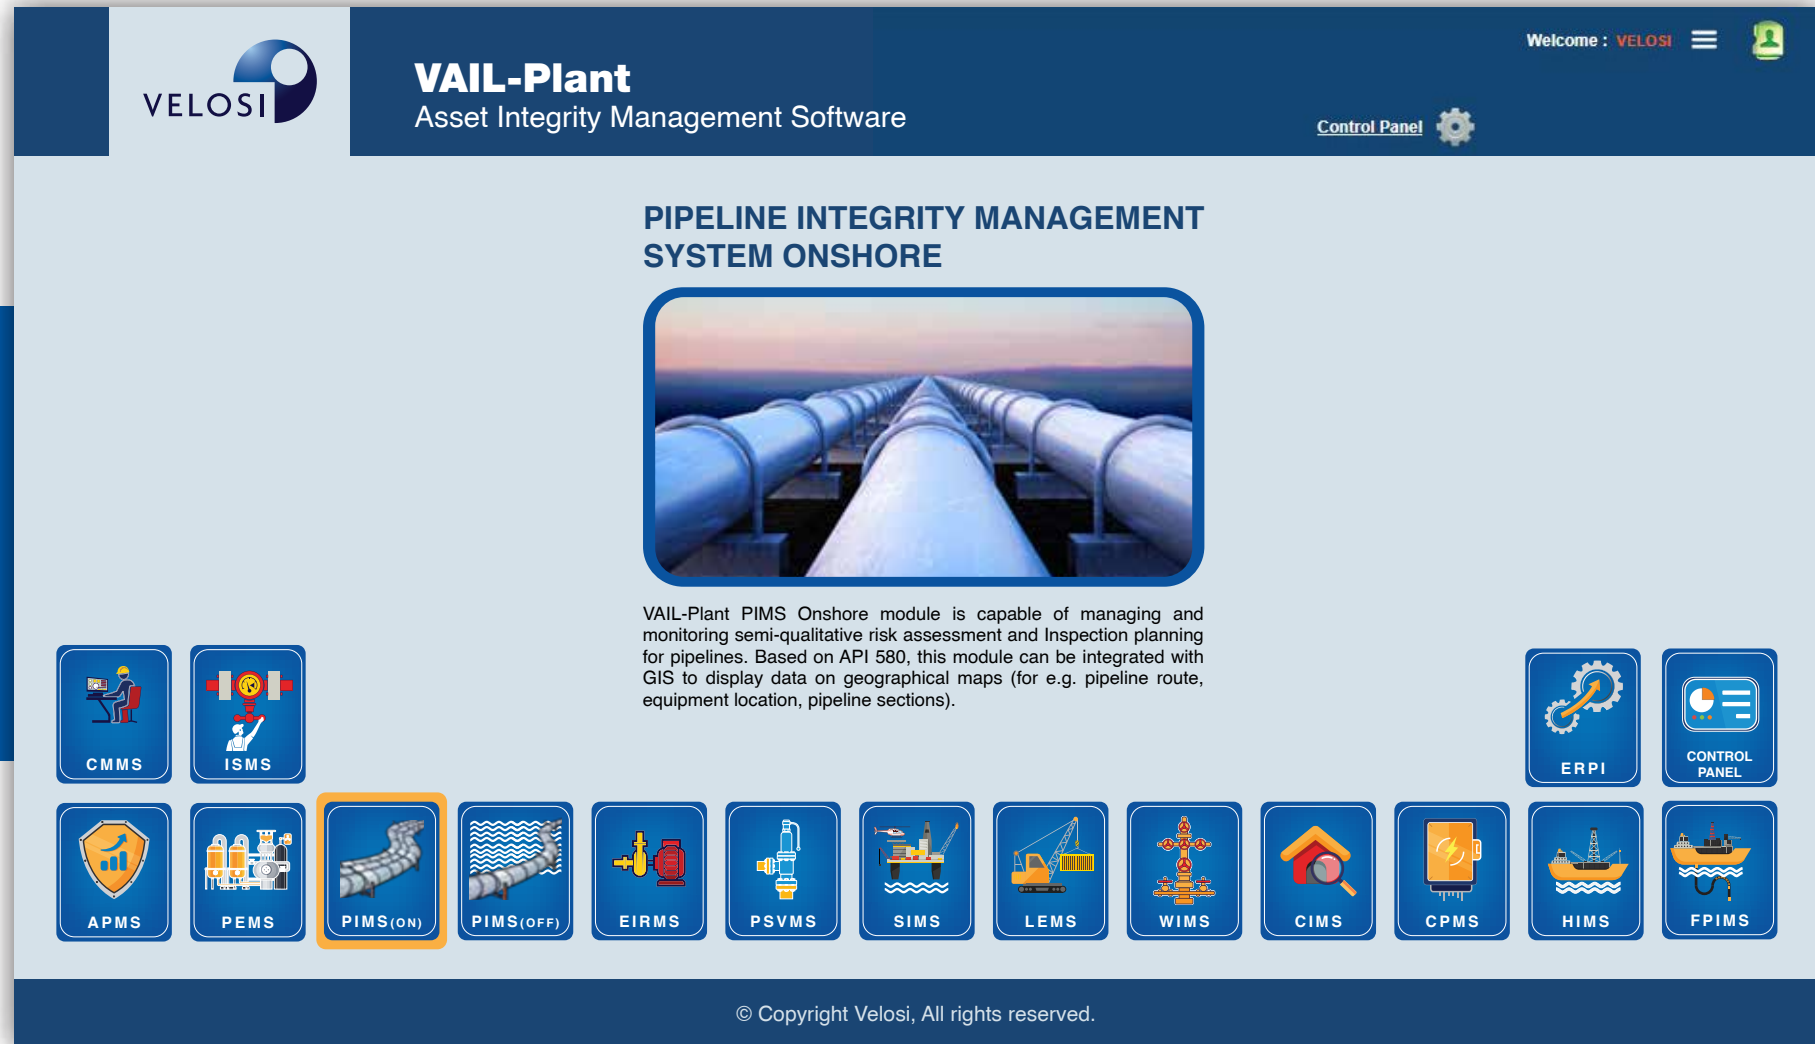 VELOSI
VAIL-Plant
Asset Integrity Management Software
Welcome : VELOSI
Control Panel
PIPELINE INTEGRITY MANAGEMENT
SYSTEM ONSHORE
VAIL-Plant PIMS Onshore module is capable of managing and
monitoring semi-qualitative risk assessment and Inspection planning
for pipelines. Based on API 580, this module can be integrated with
GIS to display data on geographical maps (for e.g. pipeline route,
equipment location, pipeline sections).
CMMS
ISMS
ERPI
CONTROL
PANEL
APMS
PEMS
PIMS(ON)
PIMS(OFF)
EIRMS
PSVMS
SIMS
LEMS
WIMS
CIMS
CPMS
HIMS
FPIMS
© Copyright Velosi, All rights reserved.